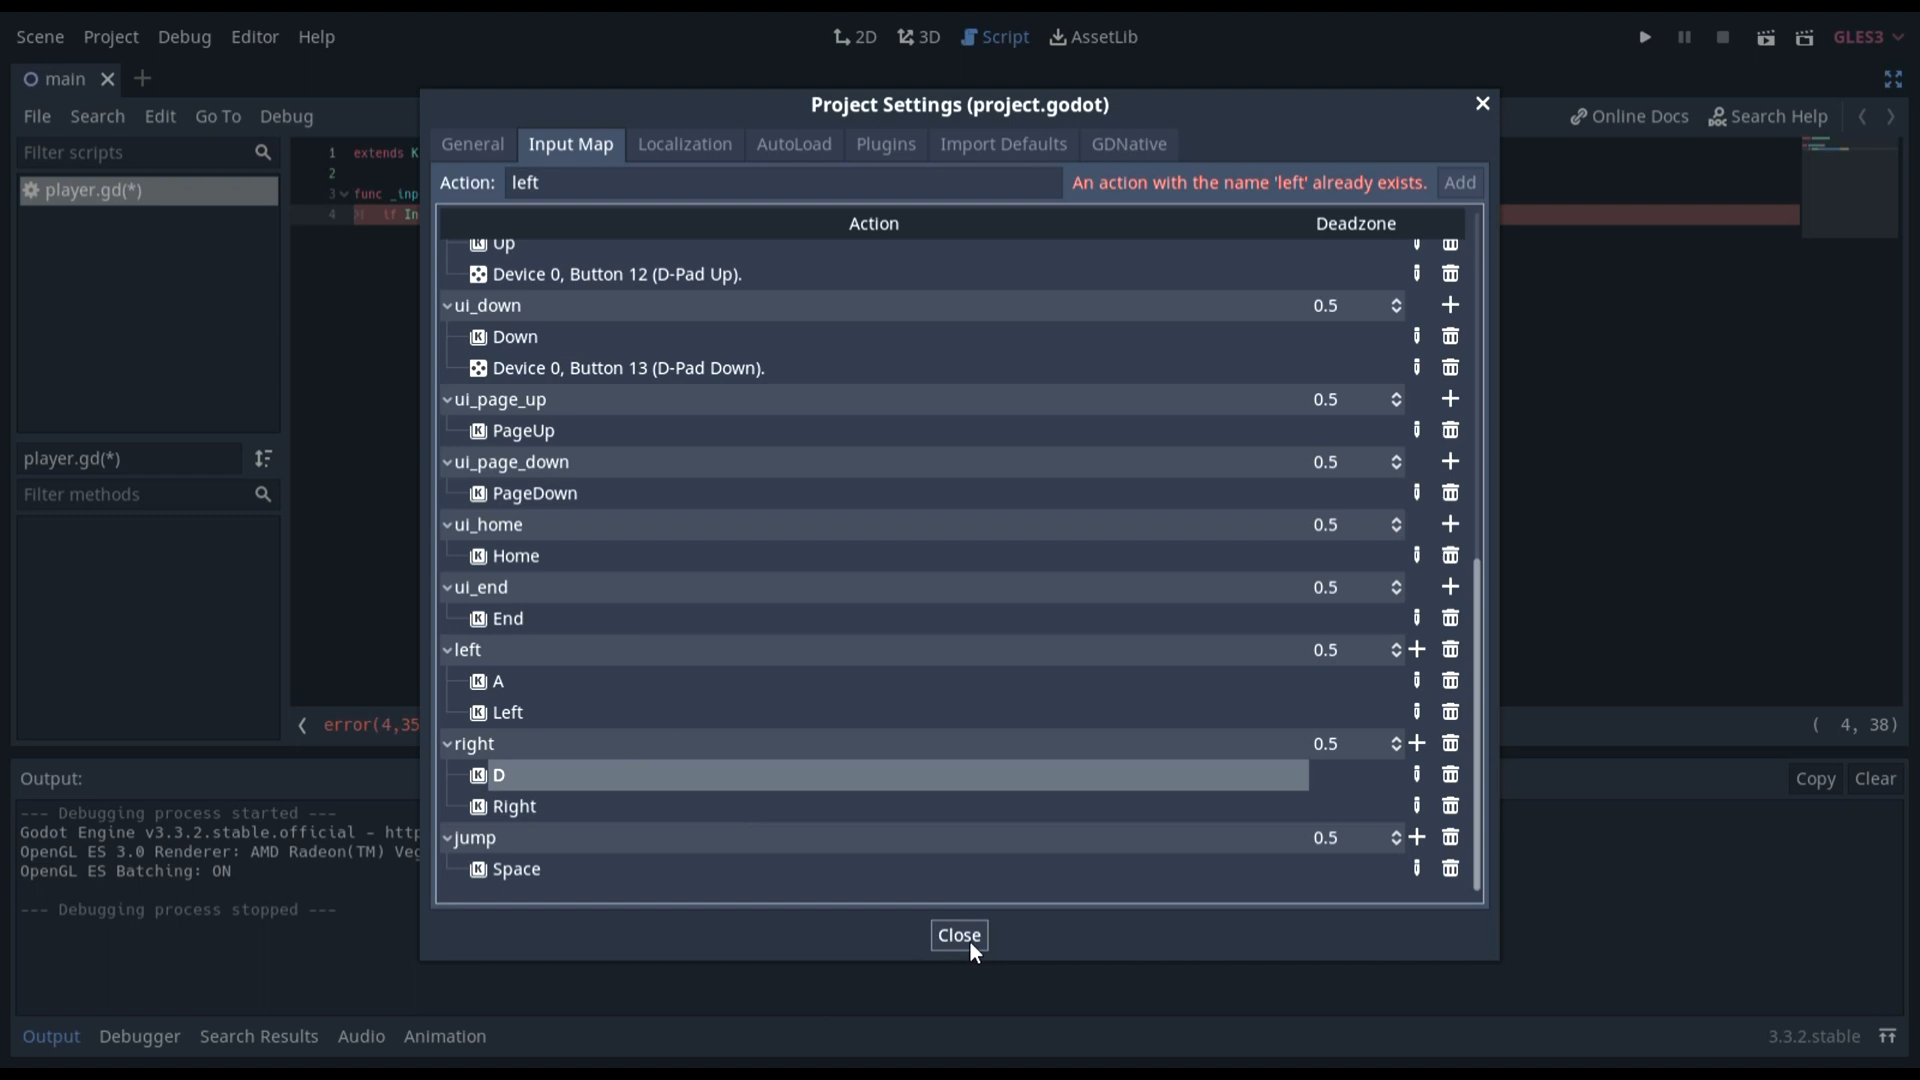 Scene Project Debug Editor Help
2D 3D Script AssetLib
GLES3
main
File Search Edit Go To Debug
Online Docs Search Help
Filter scripts
player.gd(*)
player.gd(*)
Filter methods
1 extends K
2
3 func _inp
4 if In
error(4,35
( 4, 38)
Project Settings (project.godot)
General Input Map Localization AutoLoad Plugins Import Defaults GDNative
Action: left An action with the name 'left' already exists. Add
Action Deadzone
Up
Device 0, Button 12 (D-Pad Up).
ui_down 0.5
Down
Device 0, Button 13 (D-Pad Down).
ui_page_up 0.5
PageUp
ui_page_down 0.5
PageDown
ui_home 0.5
Home
ui_end 0.5
End
left 0.5
A
Left
right 0.5
D
Right
jump 0.5
Space
Close
Output:
Copy Clear
--- Debugging process started ---
Godot Engine v3.3.2.stable.official - http
OpenGL ES 3.0 Renderer: AMD Radeon(TM) Veg
OpenGL ES Batching: ON
--- Debugging process stopped ---
Output Debugger Search Results Audio Animation
3.3.2.stable